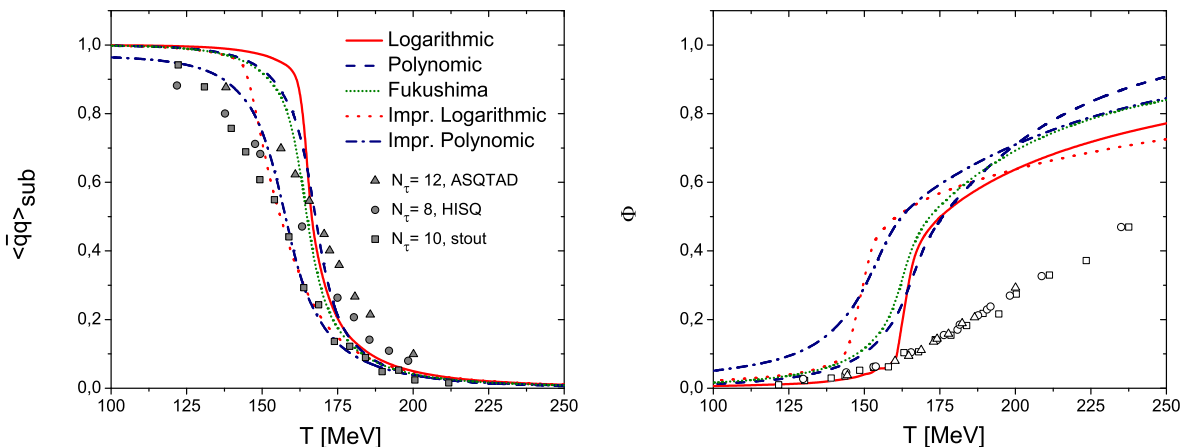 <q̄q>sub
1,0
0,8
0,6
0,4
0,2
0,0
100
125
150
175
200
225
250
T [MeV]
Logarithmic
Polynomic
Fukushima
Impr. Logarithmic
Impr. Polynomic
Nτ= 12, ASQTAD
Nτ= 8, HISQ
Nτ= 10, stout
Φ
1,0
0,8
0,6
0,4
0,2
0,0
100
125
150
175
200
225
250
T [MeV]